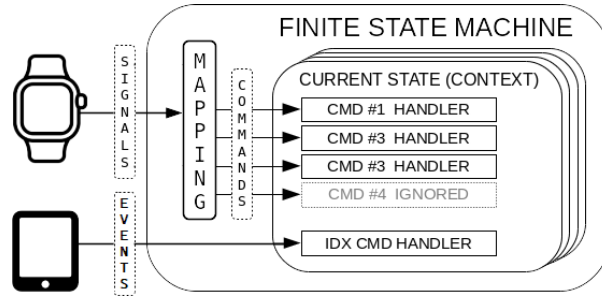 FINITE STATE MACHINE
SIGNALS
MAPPING
COMMANDS
CURRENT STATE (CONTEXT)
CMD #1 HANDLER
CMD #3 HANDLER
CMD #3 HANDLER
CMD #4 IGNORED
EVENTS
IDX CMD HANDLER